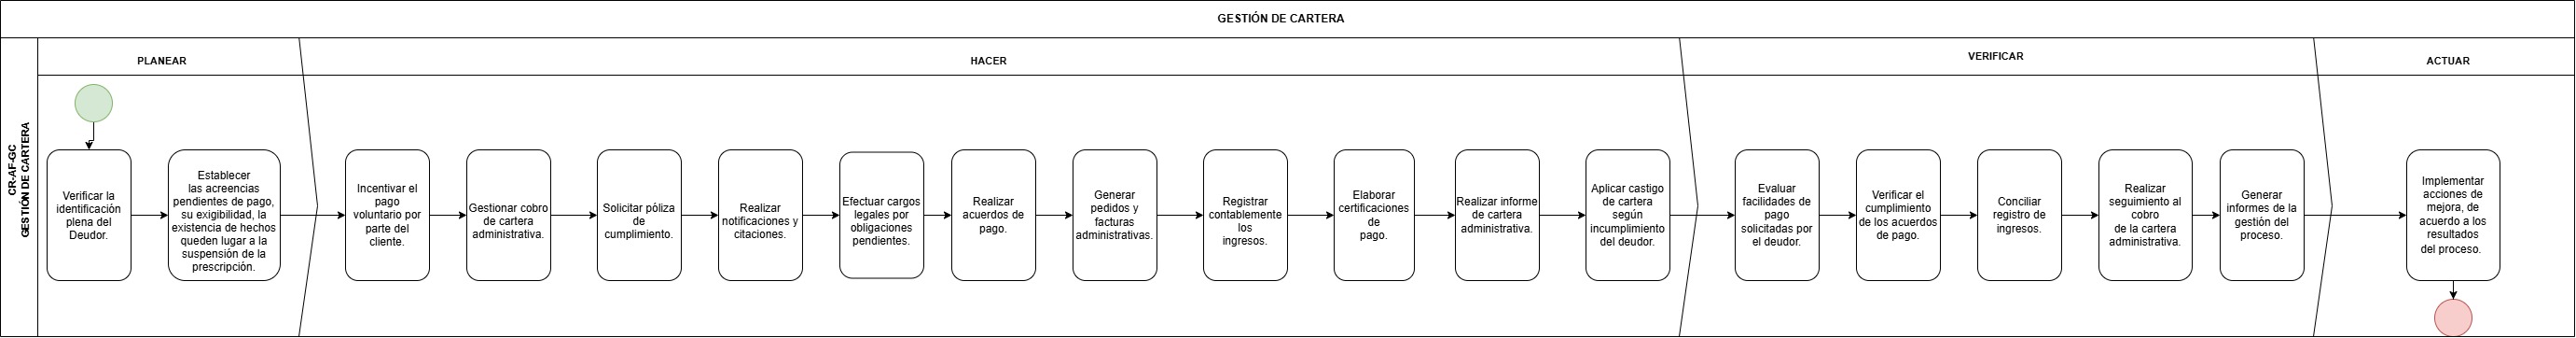 GESTIÓN DE CARTERA
CR-AF-GC
GESTIÓN DE CARTERA
PLANEAR
HACER
VERIFICAR
ACTUAR
Verificar la
identificación
plena del
Deudor.
Establecer
las acreencias
pendientes de pago,
su exigibilidad, la
existencia de hechos
queden lugar a la
suspensión de la
prescripción.
Incentivar el
pago
voluntario por
parte del
cliente.
Gestionar cobro
de cartera
administrativa.
Solicitar póliza
de
cumplimiento.
Realizar
notificaciones y
citaciones.
Efectuar cargos
legales por
obligaciones
pendientes.
Realizar
acuerdos de
pago.
Generar
pedidos y
facturas
administrativas.
Registrar
contablemente
los
ingresos.
Elaborar
certificaciones
de
pago.
Realizar informe
de cartera
administrativa.
Aplicar castigo
de cartera
según
incumplimiento
del deudor.
Evaluar
facilidades de
pago
solicitadas por
el deudor.
Verificar el
cumplimiento
de los acuerdos
de pago.
Conciliar
registro de
ingresos.
Realizar
seguimiento al
cobro
de la cartera
administrativa.
Generar
informes de la
gestión del
proceso.
Implementar
acciones de
mejora, de
acuerdo a los
resultados
del proceso.